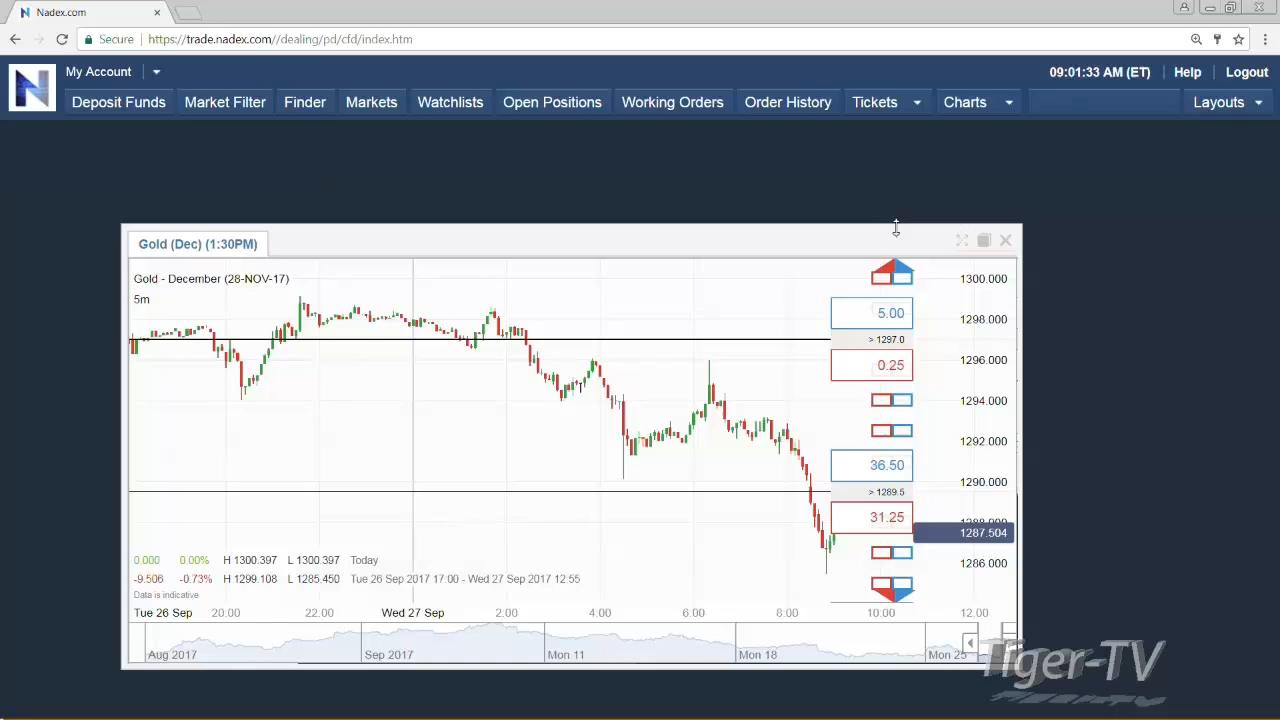 Nadex.com
Secure https://trade.nadex.com//dealing/pd/cfd/index.htm
My Account
09:01:33 AM (ET) Help Logout
Deposit Funds Market Filter Finder Markets Watchlists Open Positions Working Orders Order History Tickets Charts Layouts
Gold (Dec) (1:30PM)
Gold - December (28-NOV-17)
5m
1300.000
5.00
1298.000
> 1297.0
0.25
1296.000
1294.000
1292.000
36.50
1290.000
> 1289.5
31.25
1288.000
1287.504
1286.000
0.000 0.00% H 1300.397 L 1300.397 Today
-9.506 -0.73% H 1299.108 L 1285.450 Tue 26 Sep 2017 17:00 - Wed 27 Sep 2017 12:55
Data is indicative
Tue 26 Sep 20:00 22:00 Wed 27 Sep 2:00 4:00 6:00 8:00 10:00 12:00
Aug 2017 Sep 2017 Mon 11 Mon 18 Mon 25
Tiger-TV